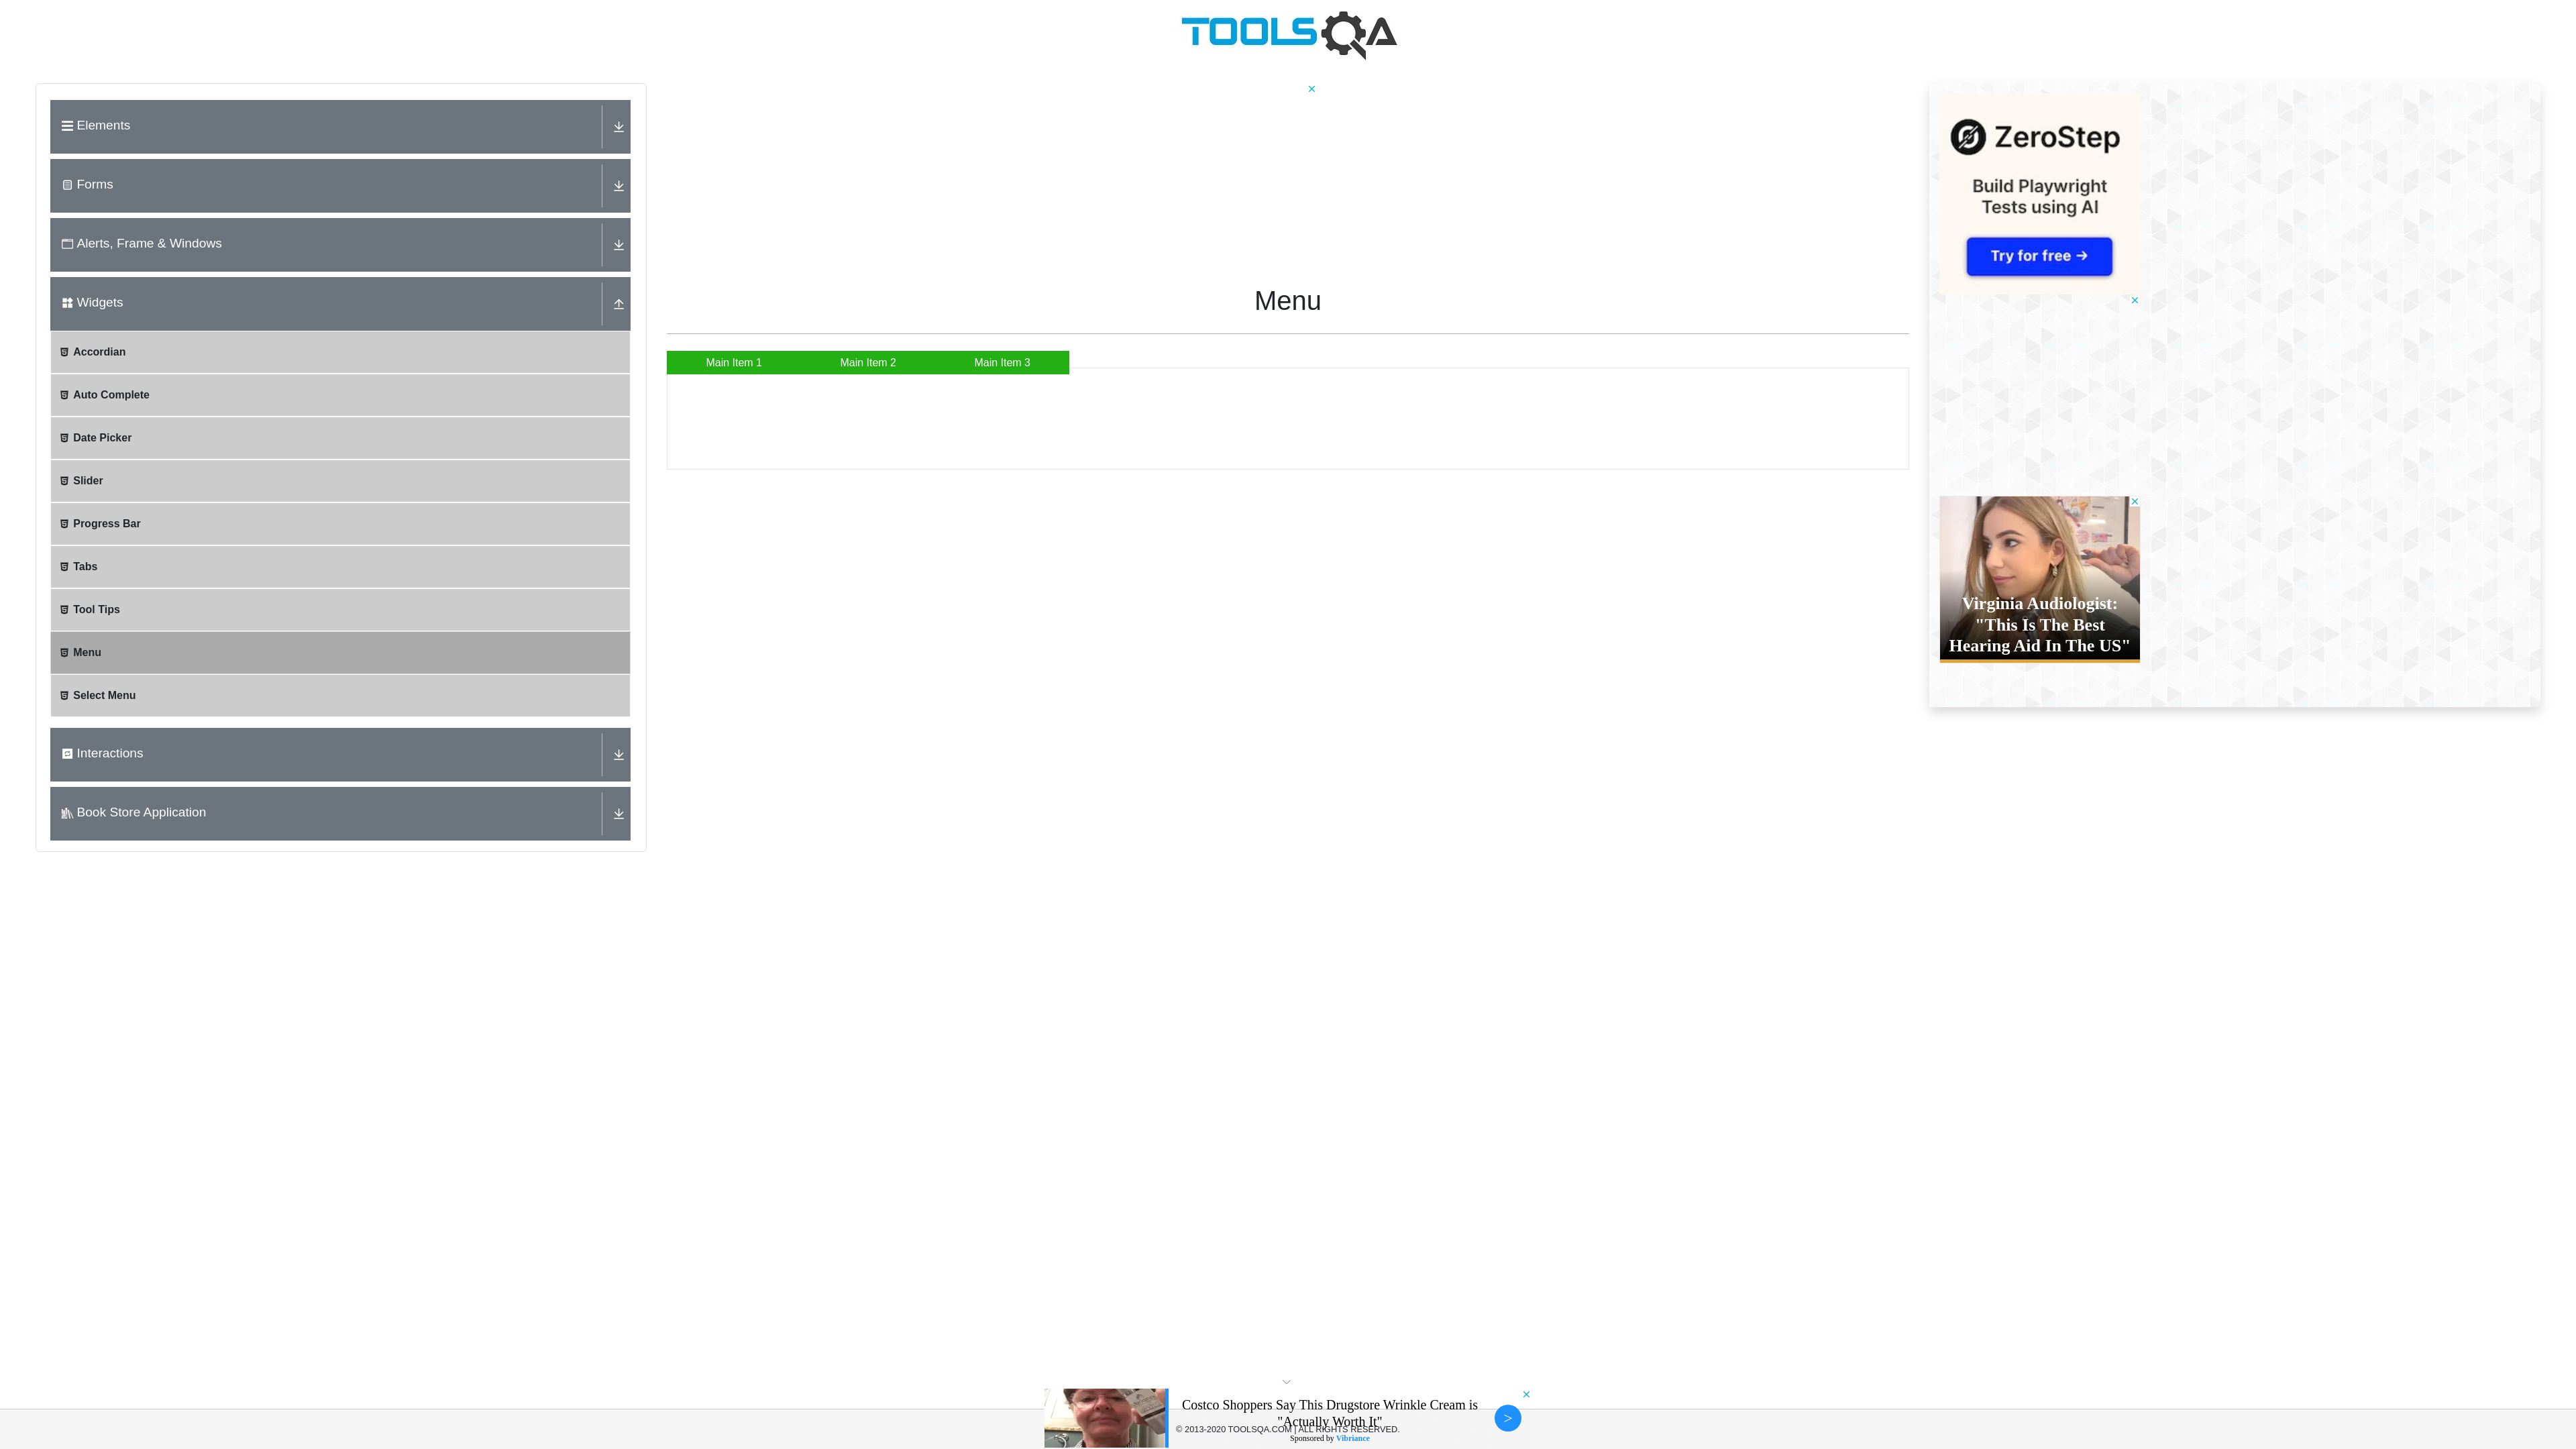 TOOLSQA
Elements
Forms
Alerts, Frame & Windows
Widgets
Accordian
Auto Complete
Date Picker
Slider
Progress Bar
Tabs
Tool Tips
Menu
Select Menu
Interactions
Book Store Application
Menu
Main Item 1
Main Item 2
Main Item 3
ZeroStep
Build Playwright
Tests using AI
Try for free →
Virginia Audiologist:
"This Is The Best
Hearing Aid In The US"
Costco Shoppers Say This Drugstore Wrinkle Cream is
"Actually Worth It"
© 2013-2020 TOOLSQA.COM | ALL RIGHTS RESERVED.
Sponsored by Vibriance